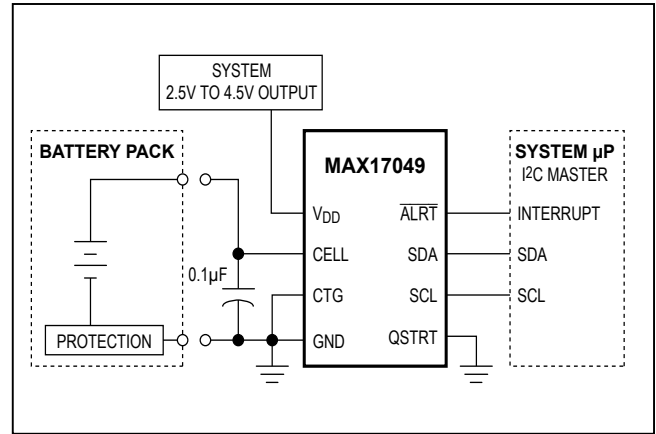 SYSTEM
2.5V TO 4.5V OUTPUT
BATTERY PACK
PROTECTION
0.1µF
MAX17049
VDD
CELL
CTG
GND
ALRT
SDA
SCL
QSTRT
SYSTEM µP
I²C MASTER
INTERRUPT
SDA
SCL